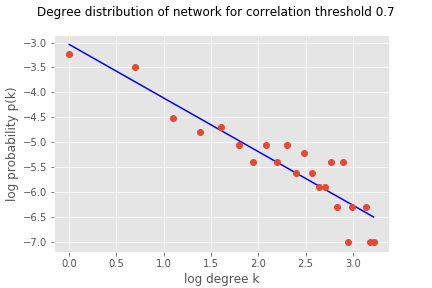 Degree distribution of network for correlation threshold 0.7
log probability p(k)
−3.0
−3.5
−4.0
−4.5
−5.0
−5.5
−6.0
−6.5
−7.0
0.0 0.5 1.0 1.5 2.0 2.5 3.0
log degree k